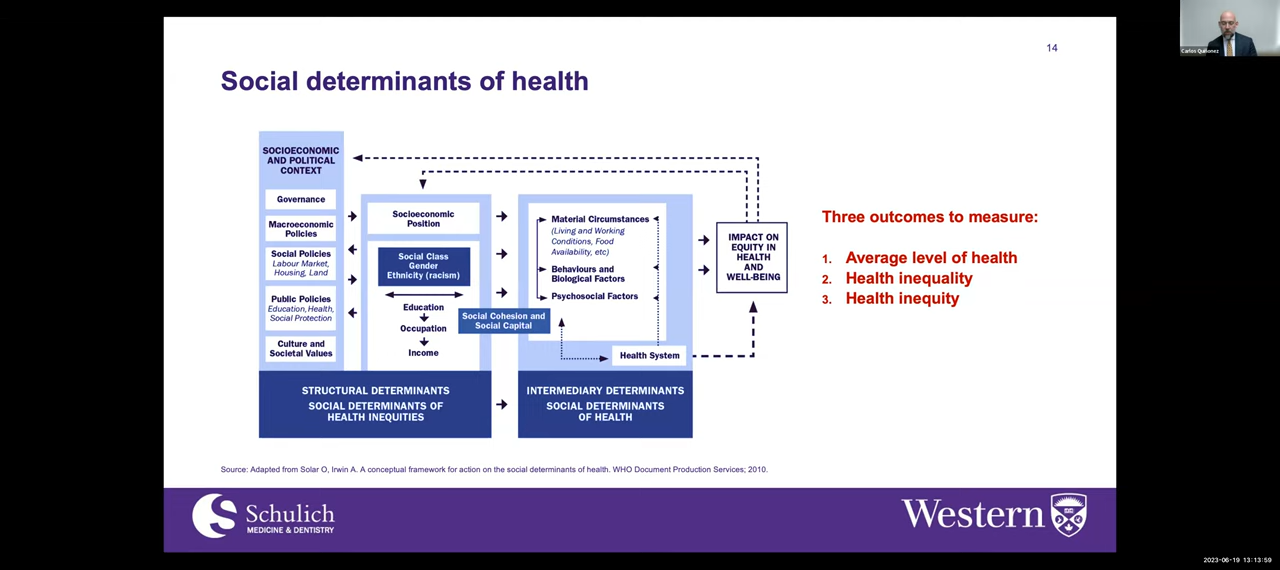 14
Carlos Quiñonez
Social determinants of health
SOCIOECONOMIC
AND POLITICAL
CONTEXT
Governance
Macroeconomic
Policies
Social Policies
Labour Market,
Housing, Land
Public Policies
Education, Health,
Social Protection
Culture and
Societal Values
Socioeconomic
Position
Social Class
Gender
Ethnicity (racism)
Education
Occupation
Income
Social Cohesion and
Social Capital
Material Circumstances
(Living and Working
Conditions, Food
Availability, etc)
Behaviours and
Biological Factors
Psychosocial Factors
Health System
IMPACT ON
EQUITY IN
HEALTH
AND
WELL-BEING
STRUCTURAL DETERMINANTS
SOCIAL DETERMINANTS OF
HEALTH INEQUITIES
INTERMEDIARY DETERMINANTS
SOCIAL DETERMINANTS
OF HEALTH
Three outcomes to measure:
1. Average level of health
2. Health inequality
3. Health inequity
Source: Adapted from Solar O, Irwin A. A conceptual framework for action on the social determinants of health. WHO Document Production Services; 2010.
Schulich
MEDICINE & DENTISTRY
Western
2023-06-19 13:13:59